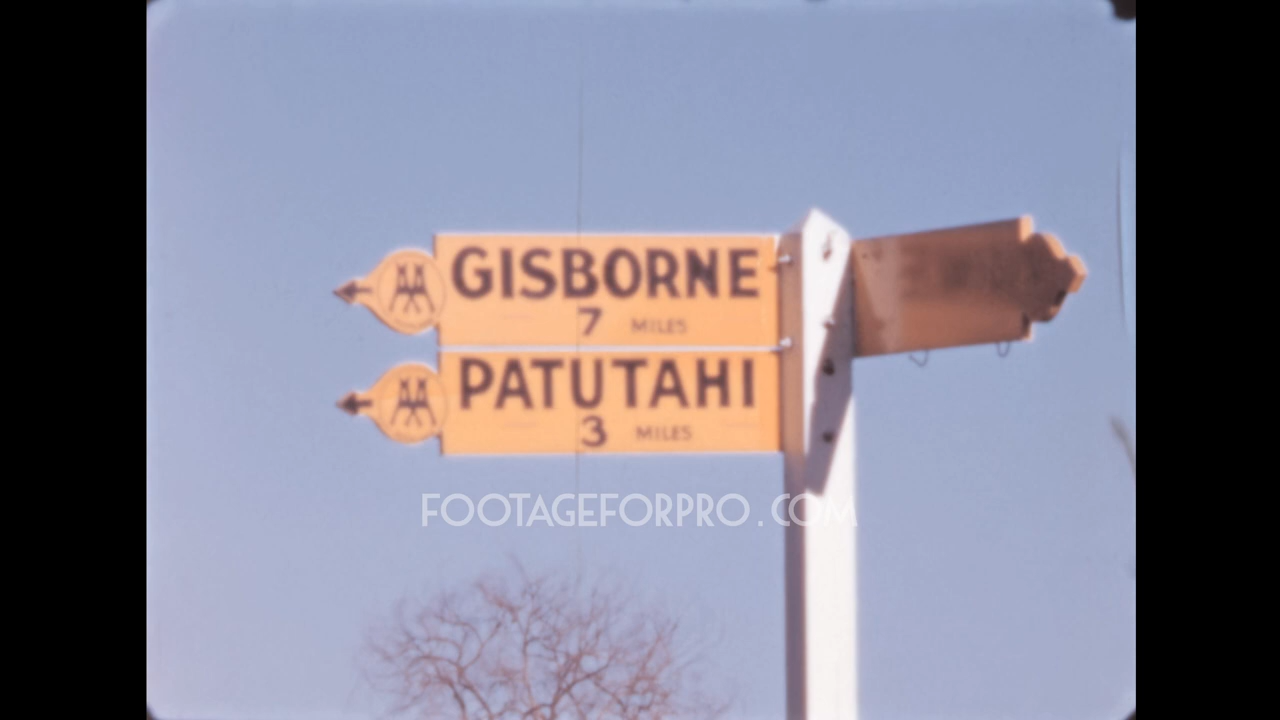 GISBORNE
7 MILES
PATUTAHI
3 MILES
FOOTAGEFORPRO.COM